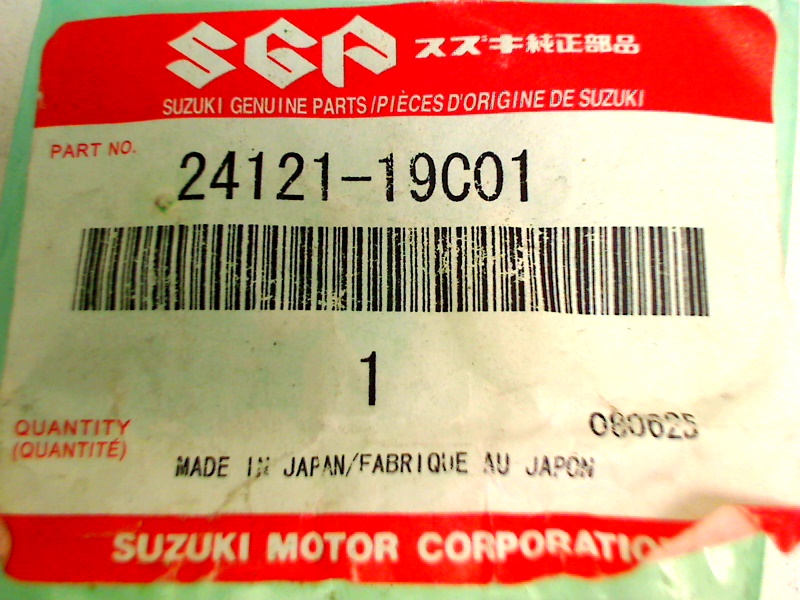 SGP スズキ純正部品
SUZUKI GENUINE PARTS/PIÈCES D'ORIGINE DE SUZUKI
PART NO.
24121-19C01
1
QUANTITY
(QUANTITÉ)
080625
MADE IN JAPAN/FABRIQUE AU JAPON
SUZUKI MOTOR CORPORATION